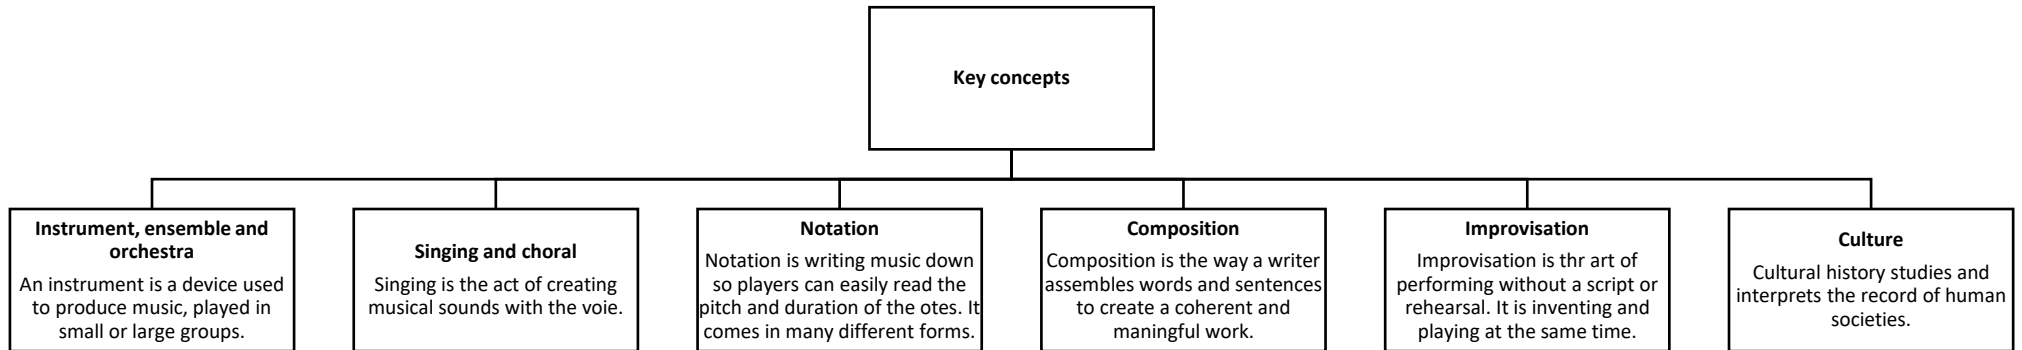 Key concepts
Instrument, ensemble and
orchestra
An instrument is a device used
to produce music, played in
small or large groups.
Singing and choral
Singing is the act of creating
musical sounds with the voie.
Notation
Notation is writing music down
so players can easily read the
pitch and duration of the otes. It
comes in many different forms.
Composition
Composition is the way a writer
assembles words and sentences
to create a coherent and
maningful work.
Improvisation
Improvisation is thr art of
performing without a script or
rehearsal. It is inventing and
playing at the same time.
Culture
Cultural history studies and
interprets the record of human
societies.